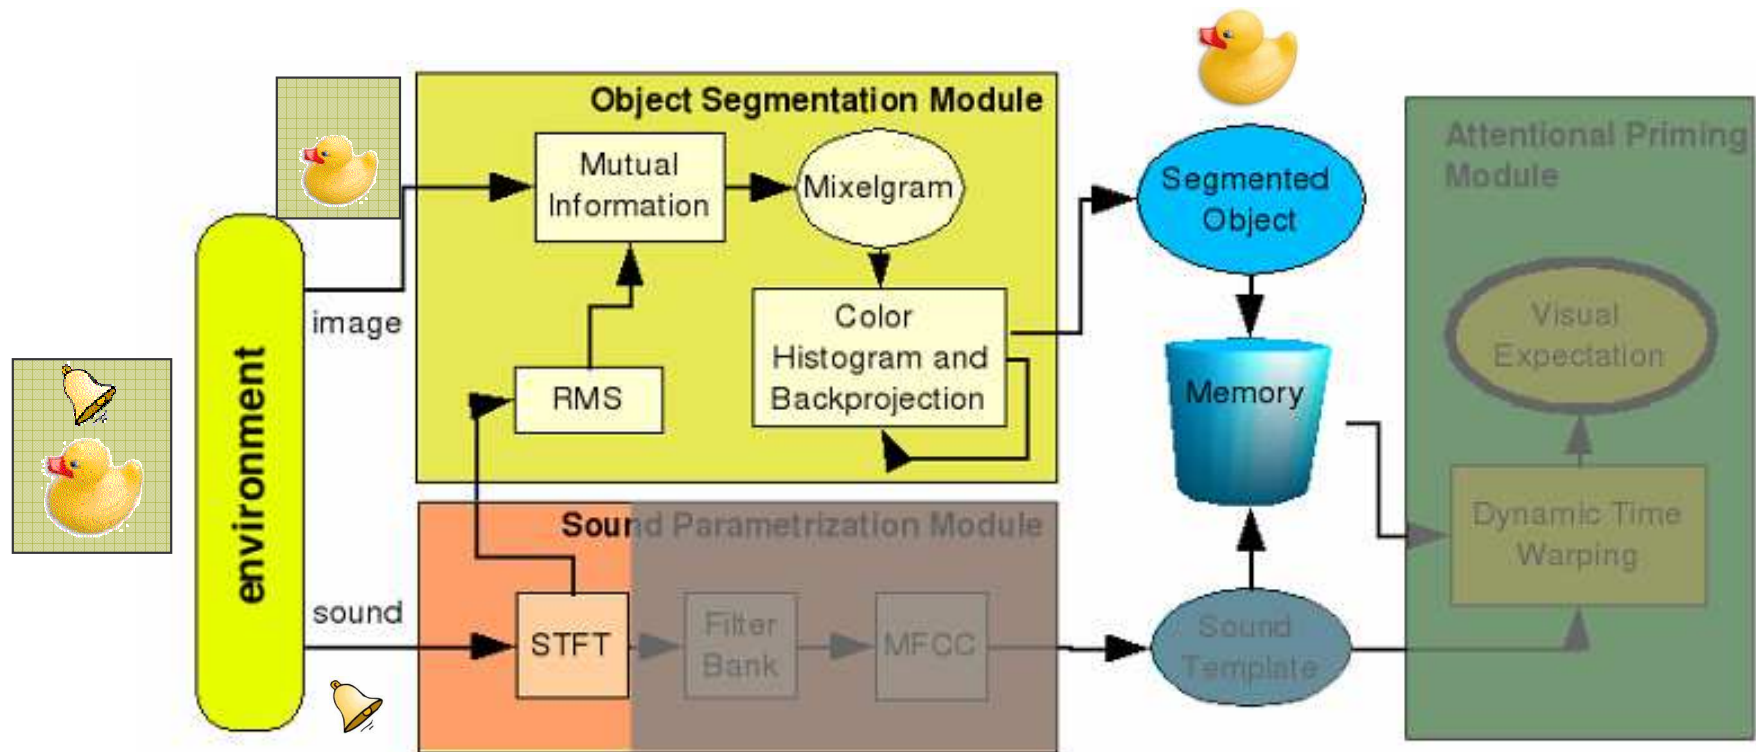 Object Segmentation Module
Mutual
Information
Mixelgram
Color
Histogram and
Backprojection
RMS
image
environment
sound
Sound Parametrization Module
STFT
Filter
Bank
MFCC
Segmented
Object
Memory
Sound
Template
Attentional Priming
Module
Visual
Expectation
Dynamic Time
Warping